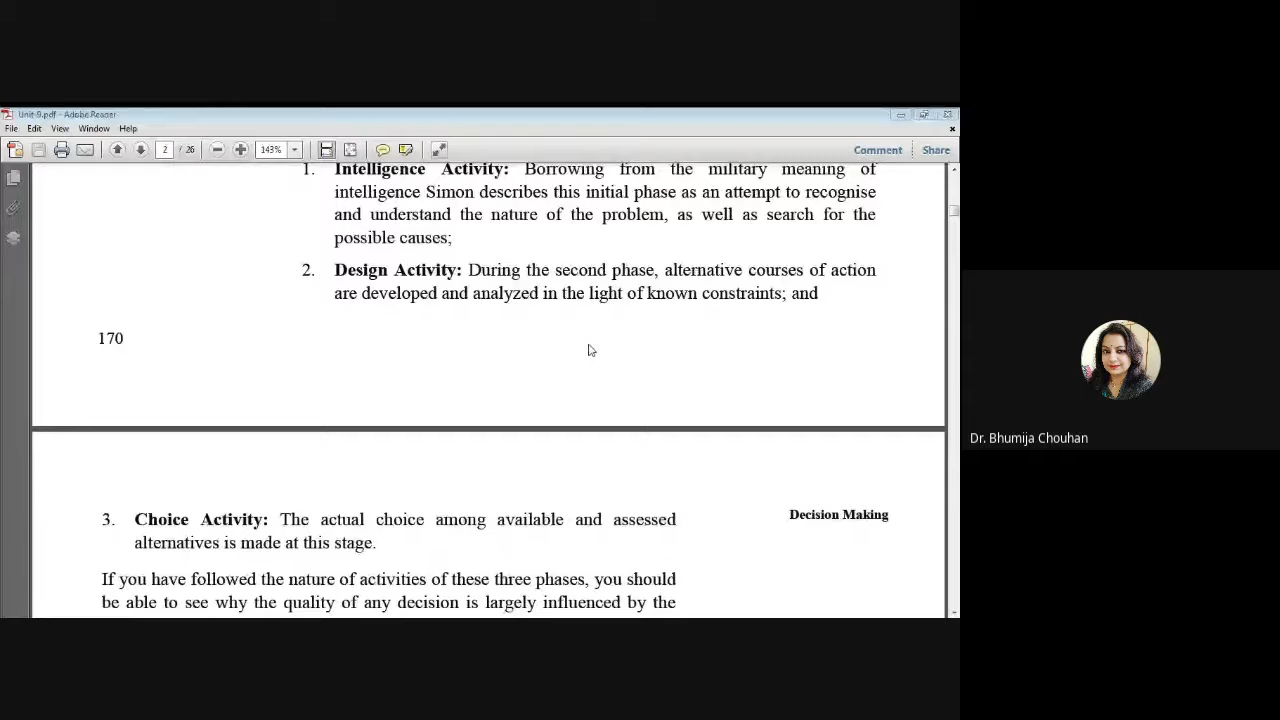 Unit-9.pdf - Adobe Reader
File Edit View Window Help
2 / 26 143% Comment Share
1. Intelligence Activity: Borrowing from the military meaning of
intelligence Simon describes this initial phase as an attempt to recognise
and understand the nature of the problem, as well as search for the
possible causes;
2. Design Activity: During the second phase, alternative courses of action
are developed and analyzed in the light of known constraints; and
170
Dr. Bhumija Chouhan
Decision Making
3. Choice Activity: The actual choice among available and assessed
alternatives is made at this stage.
If you have followed the nature of activities of these three phases, you should
be able to see why the quality of any decision is largely influenced by the